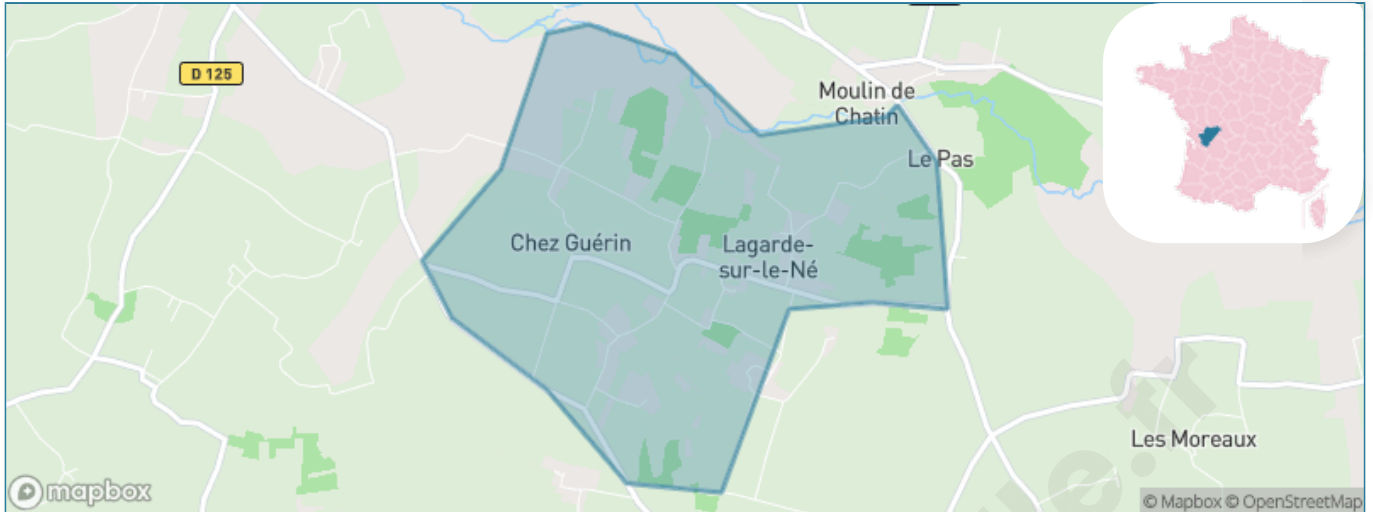 D 125
Moulin de
Chatin
Le Pas
Chez Guérin
Lagarde-
sur-le-Né
Les Moreaux
mapbox
© Mapbox © OpenStreetMap